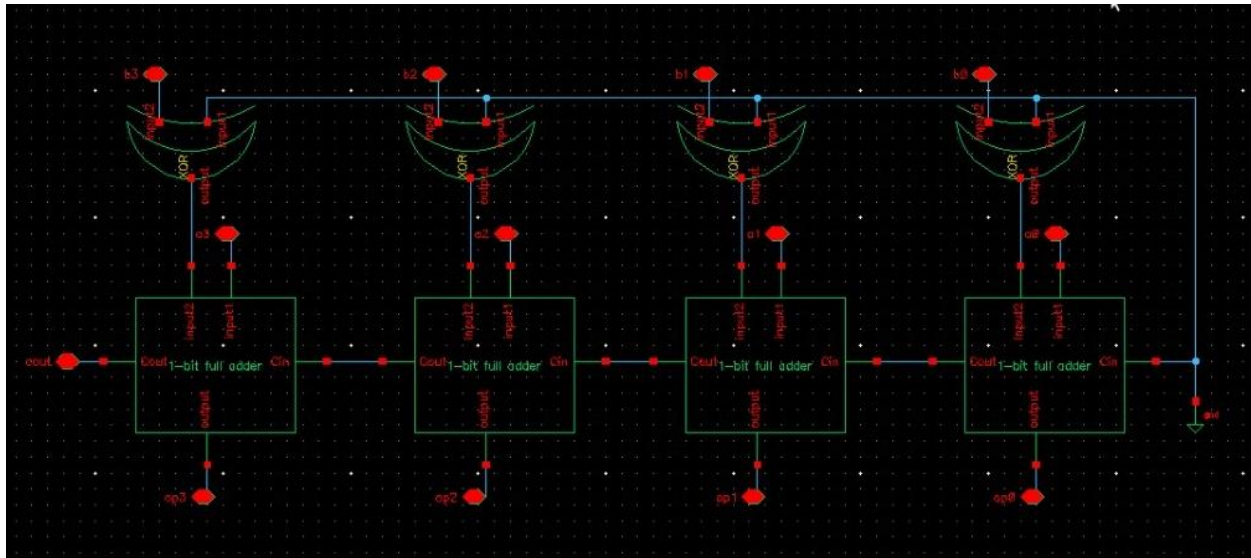 b3 b2 b1 b0
input2 input1 input2 input1 input2 input1 input2 input1
XOR XOR XOR XOR
output output output output
a3 a2 a1 a0
input2 input1 input2 input1 input2 input1 input2 input1
cout Cout 1-bit full adder Cin Cout 1-bit full adder Cin Cout 1-bit full adder Cin Cout 1-bit full adder Cin
output output output output
op3 op2 op1 op0